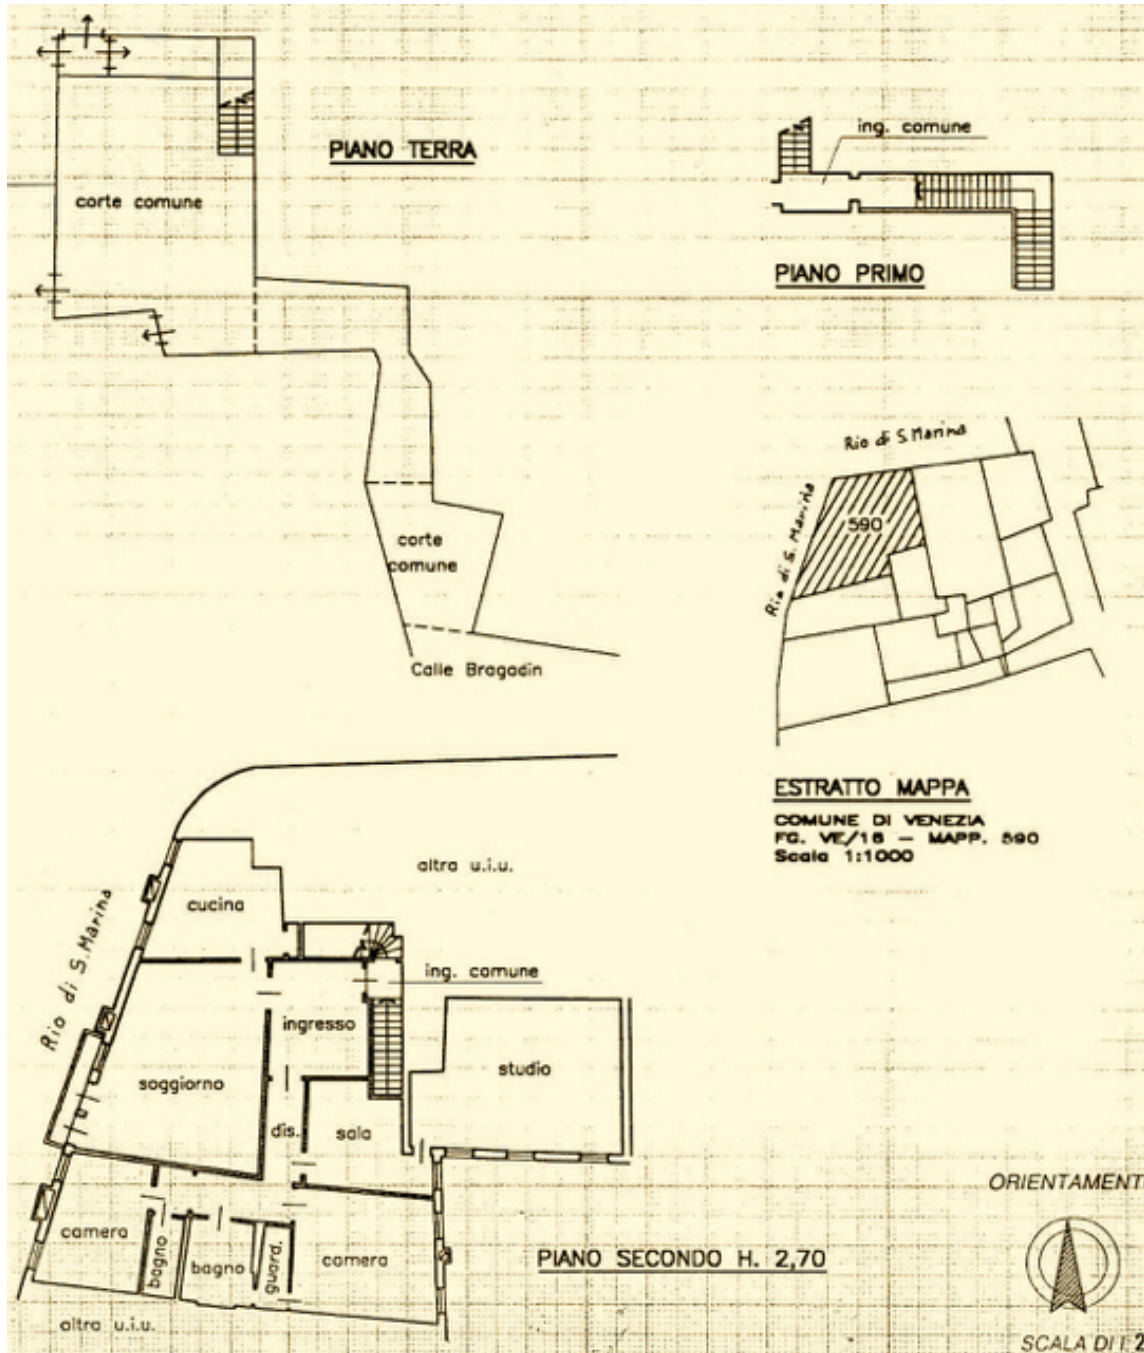 PIANO TERRA
corte comune
ing. comune
PIANO PRIMO
corte
comune
Calle Bragadin
Rio di S. Marina
Rio di S. Marina
590
ESTRATTO MAPPA
COMUNE DI VENEZIA
FG. VE/16 - MAPP. 590
Scala 1:1000
altra u.i.u.
cucina
Rio di S. Marina
ing. comune
ingresso
studio
soggiorno
dis.
sala
camera
bagno
bagno
guard.
camera
PIANO SECONDO H. 2,70
altra u.i.u.
ORIENTAMENT
SCALA DI 1: 2